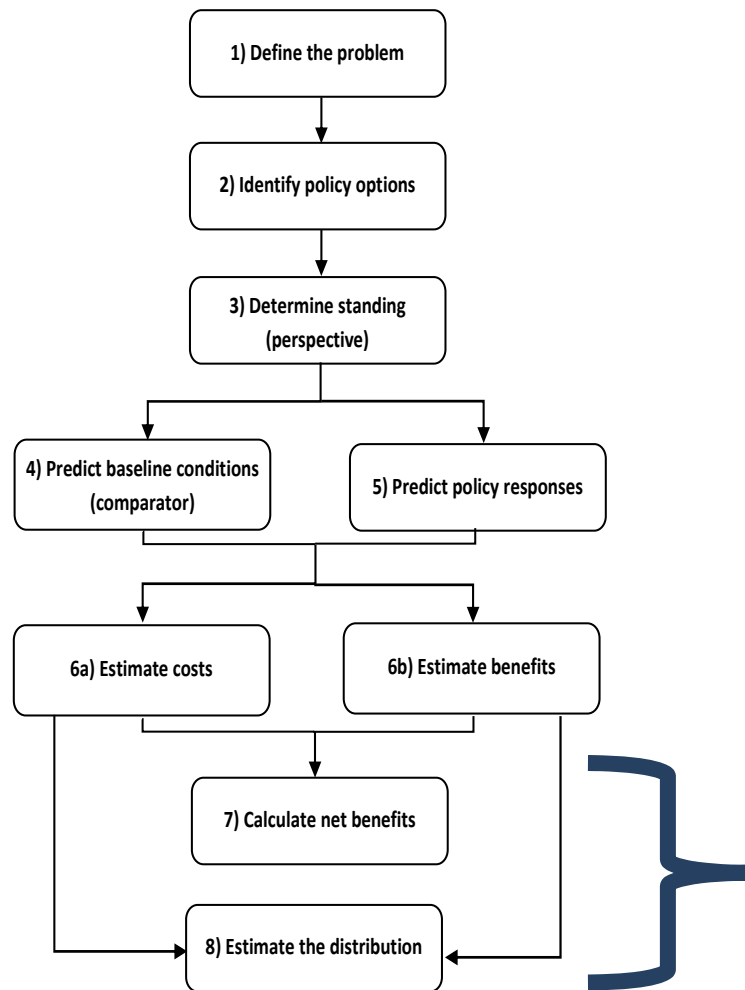 1) Define the problem
2) Identify policy options
3) Determine standing
(perspective)
4) Predict baseline conditions
(comparator)
5) Predict policy responses
6a) Estimate costs
6b) Estimate benefits
7) Calculate net benefits
8) Estimate the distribution